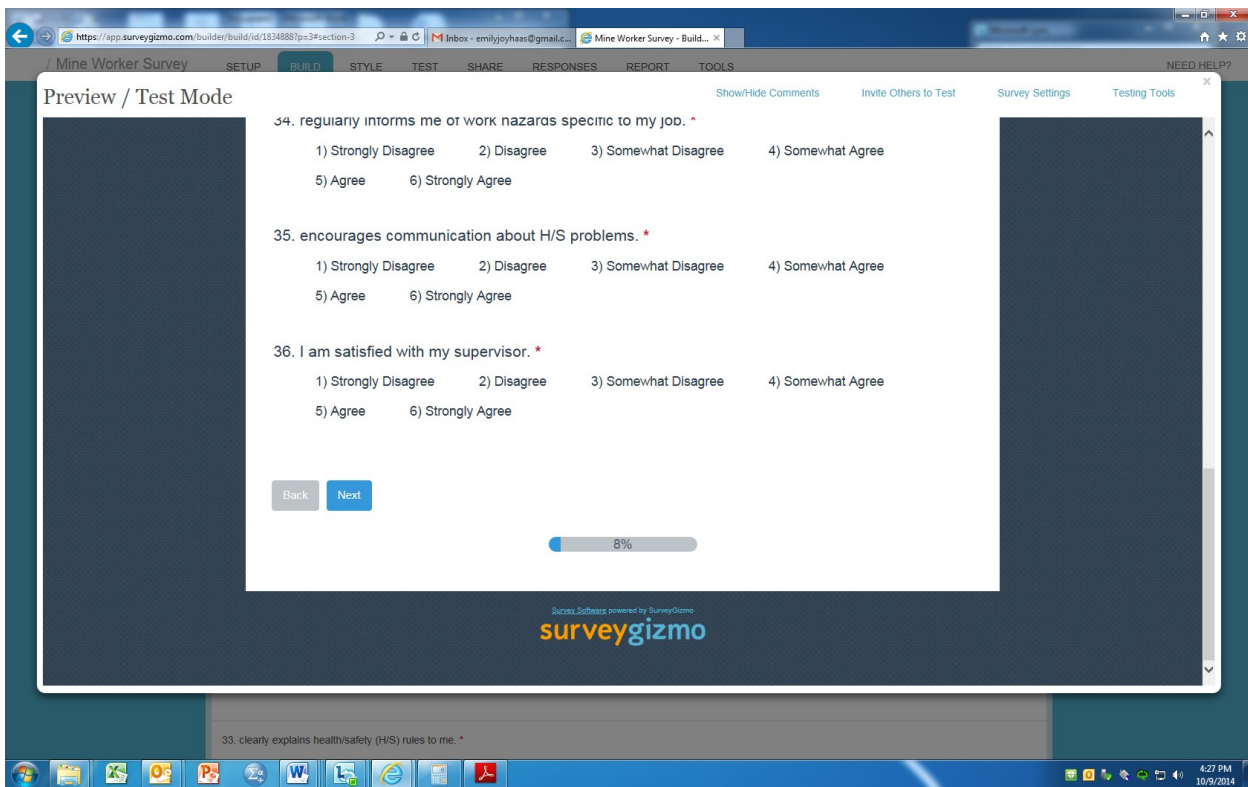 https://app.surveygizmo.com/builder/build/id/1834888?p=3#section-3
Inbox - emilyjoyhaas@gmail.c...
Mine Worker Survey - Build...
/ Mine Worker Survey SETUP BUILD STYLE TEST SHARE RESPONSES REPORT TOOLS NEED HELP?
Preview / Test Mode Show/Hide Comments Invite Others to Test Survey Settings Testing Tools
34. regularly informs me of work hazards specific to my job. *
1) Strongly Disagree 2) Disagree 3) Somewhat Disagree 4) Somewhat Agree
5) Agree 6) Strongly Agree
35. encourages communication about H/S problems. *
1) Strongly Disagree 2) Disagree 3) Somewhat Disagree 4) Somewhat Agree
5) Agree 6) Strongly Agree
36. I am satisfied with my supervisor. *
1) Strongly Disagree 2) Disagree 3) Somewhat Disagree 4) Somewhat Agree
5) Agree 6) Strongly Agree
Back Next
8%
Survey Software powered by SurveyGizmo
surveygizmo
33. clearly explains health/safety (H/S) rules to me. *
4:27 PM
10/9/2014